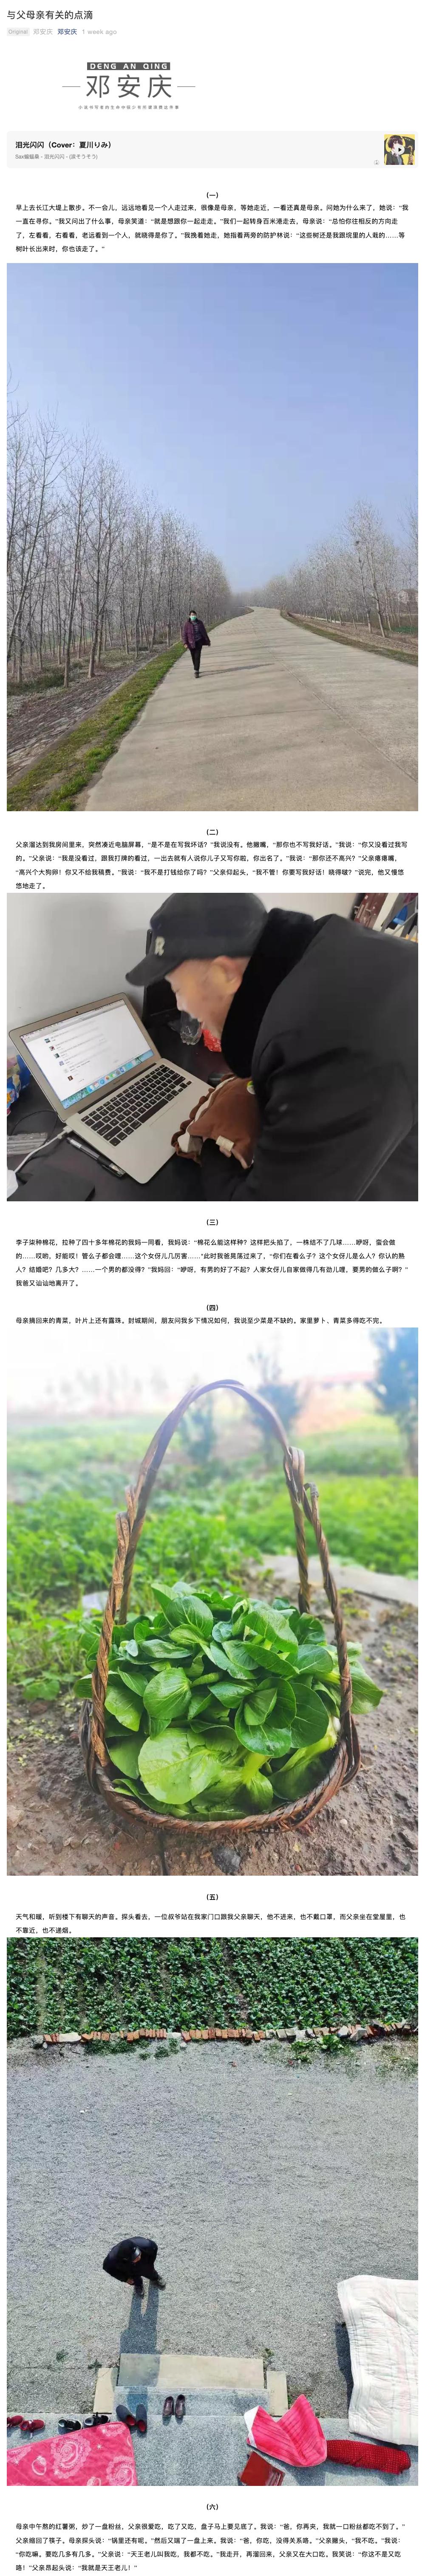 与父母亲有关的点滴
Original 邓安庆 邓安庆 1 week ago
DENG AN QING
邓安庆
泪光闪闪（Cover：夏川りみ）
（一）
早上去长江大堤上散步。不一会儿，远远地看见一个人走过来，很像是母亲，等她走近，一看还真是母亲。问她为什么来了，她说：“我
一直在寻你。”我又问出了什么事，母亲笑道：“就是想跟你一起走走。”我们一起转身百米港走去，母亲说：“总怕你往相反的方向走
了，左看看，右看看，老远看到一个人，就晓得是你了。”我挽着她走，她指着两旁的防护林说：“这些树还是我跟垸里的人栽的……等
树叶长出来时，你也该走了。”
（二）
父亲溜达到我房间里来，突然凑近电脑屏幕，“是不是在写我坏话？”我说没有。他撇嘴，“那你也不写我好话。”我说：“你又没看过我写
的。”父亲说：“我是没看过，跟我打牌的看过，一出去就有人说你儿子又写你啦，你出名了。”我说：“那你还不高兴？”父亲瘪瘪嘴，
“高兴个大狗卵！你又不给我稿费。”我说：“我不是打钱给你了吗？”父亲仰起头，“我不管！你要写我好话！晓得啵？”说完，他又慢悠
悠地走了。
（三）
李子柒种棉花，拉种了四十多年棉花的我妈一同看，我妈说：“棉花么能这样种？这样把头掐了，一株结不了几球……咿呀，蛮会做
的……哎哟，好能哎！管么子都会哩……这个女伢儿几厉害……”此时我爸晃荡过来了，“你们在看么子？这个女伢儿是么人？你认的熟
人？结婚吧？几多大？……一个男的都没得？”我妈回：“咿呀，有男的好了不起？人家女伢儿自家做得几有劲儿哩，要男的做么子啊？”
我爸又讪讪地离开了。
（四）
母亲摘回来的青菜，叶片上还有露珠。封城期间，朋友问我乡下情况如何，我说至少菜是不缺的。家里萝卜、青菜多得吃不完。
（五）
天气和暖，听到楼下有聊天的声音。探头看去，一位叔爷站在我家门口跟我父亲聊天，他不进来，也不戴口罩，而父亲坐在堂屋里，也
不靠近，也不递烟。
（六）
母亲中午熬的红薯粥，炒了一盘粉丝，父亲很爱吃，吃了又吃，盘子马上要见底了。我说：“爸，你再夹，我就一口粉丝都吃不到了。”
父亲缩回了筷子。母亲探头说：“锅里还有呢。”然后又端了一盘上来。我说：“爸，你吃，没得关系咯。”父亲撇头，“我不吃。”我说：
“你吃嘛，要吃几多有几多。”父亲说：“天王老儿叫我吃，我都不吃。”我走开，再溜回来，父亲又在大口吃。我笑说：“你这不是又吃
咯！”父亲昂起头说：“我就是天王老儿！”